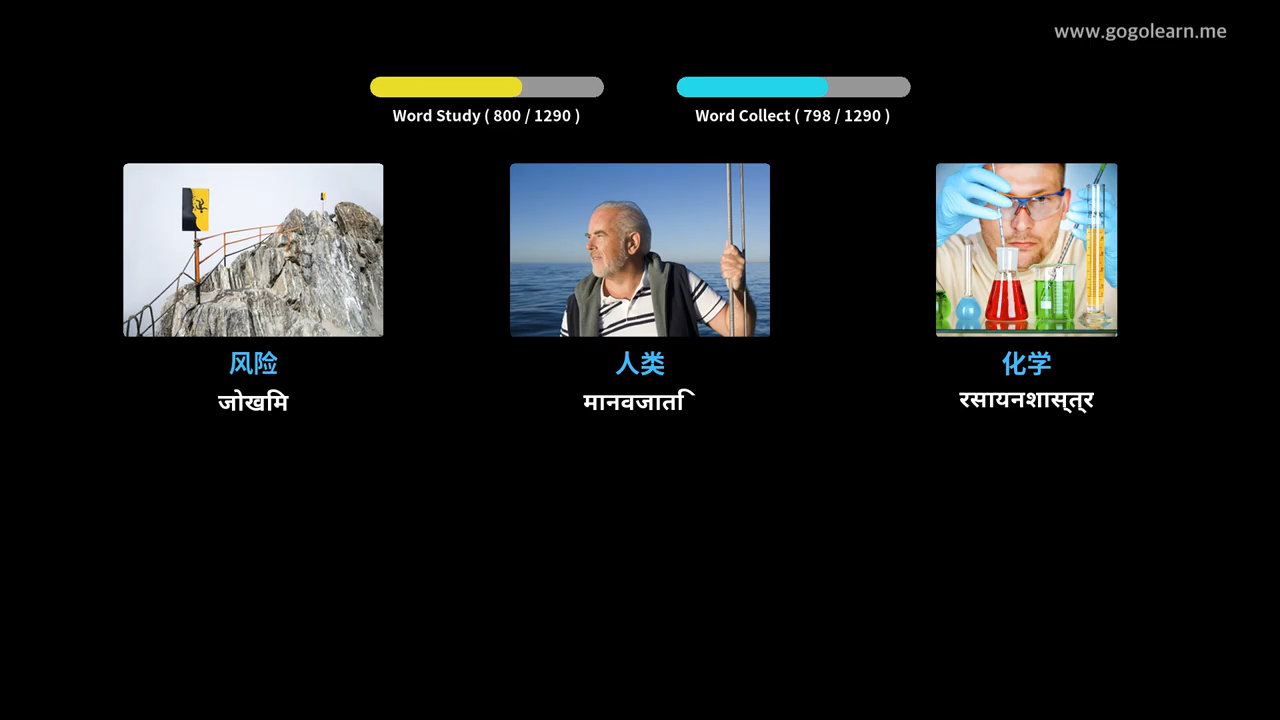 www.gogolearn.me
Word Study ( 800 / 1290 )
Word Collect ( 798 / 1290 )
风险
जोखमि
人类
मानवजाति
化学
रसायनशास्त्र